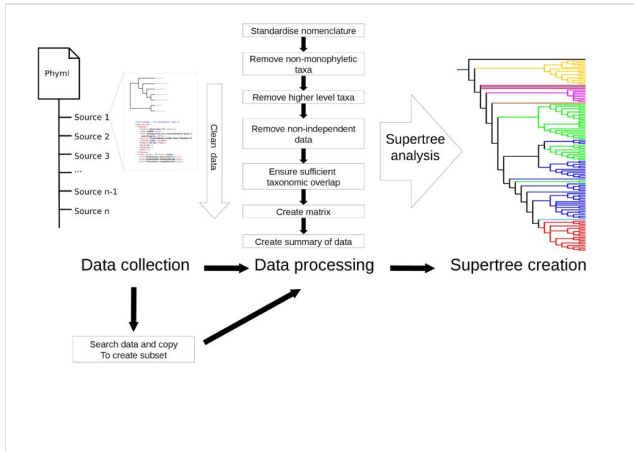 Phyml
Source 1
Source 2
Source 3
...
Source n-1
Source n
Clean data
Standardise nomenclature
Remove non-monophyletic
taxa
Remove higher level taxa
Remove non-independent
data
Ensure sufficient
taxonomic overlap
Create matrix
Create summary of data
Supertree
analysis
Data collection
Data processing
Supertree creation
Search data and copy
To create subset